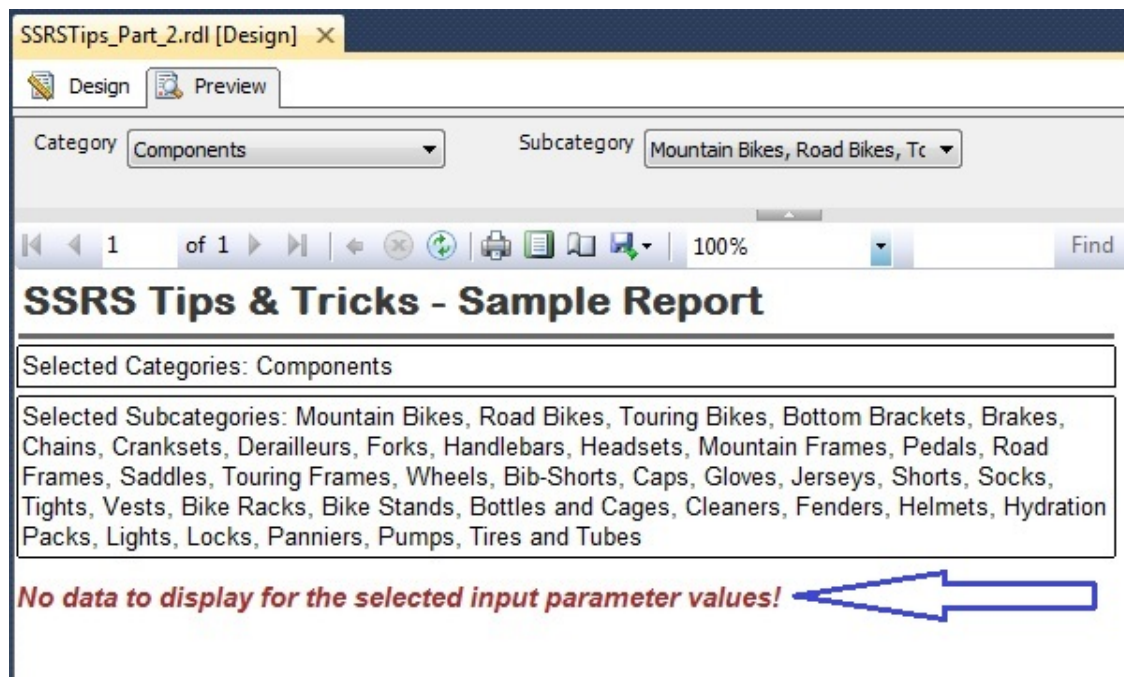 SSRSTips_Part_2.rdl [Design]
Design Preview
Category Components Subcategory Mountain Bikes, Road Bikes, Tc
1 of 1 100% Find
SSRS Tips & Tricks - Sample Report
Selected Categories: Components
Selected Subcategories: Mountain Bikes, Road Bikes, Touring Bikes, Bottom Brackets, Brakes,
Chains, Cranksets, Derailleurs, Forks, Handlebars, Headsets, Mountain Frames, Pedals, Road
Frames, Saddles, Touring Frames, Wheels, Bib-Shorts, Caps, Gloves, Jerseys, Shorts, Socks,
Tights, Vests, Bike Racks, Bike Stands, Bottles and Cages, Cleaners, Fenders, Helmets, Hydration
Packs, Lights, Locks, Panniers, Pumps, Tires and Tubes
No data to display for the selected input parameter values!